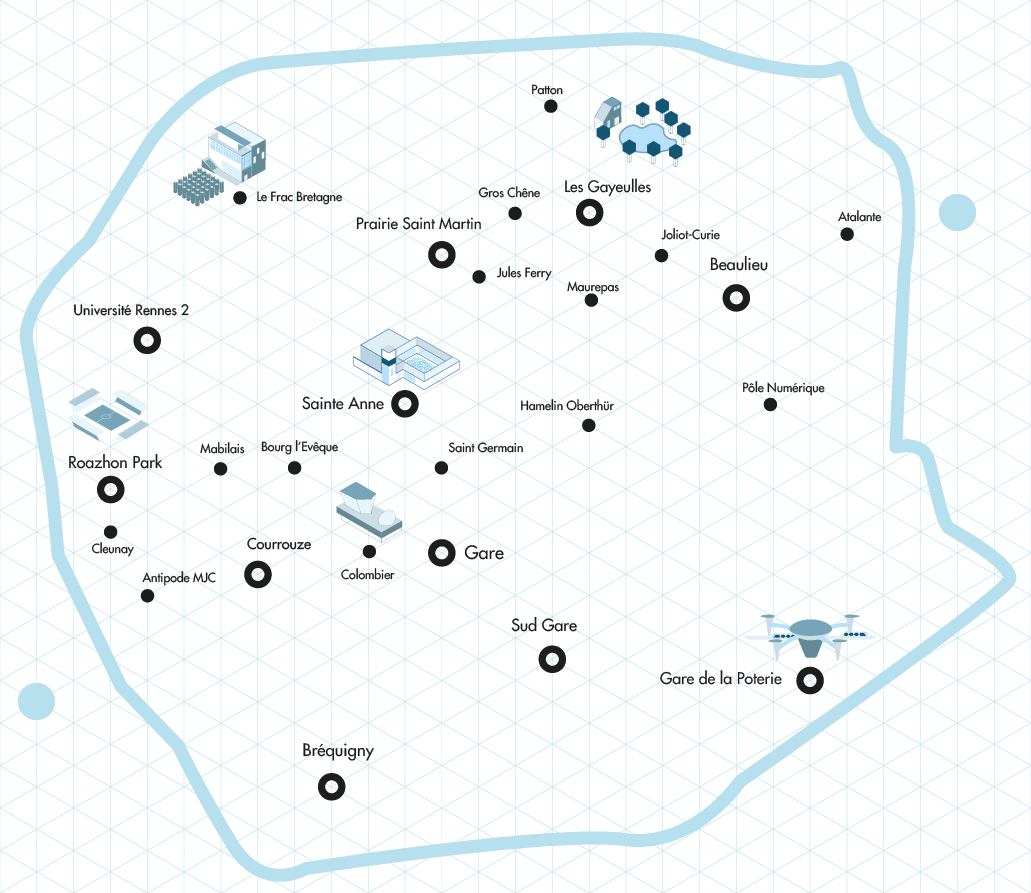 Patton
Les Gayeulles
Gros Chêne
Le Frac Bretagne
Prairie Saint Martin
Atalante
Joliot-Curie
Beaulieu
Jules Ferry
Maurepas
Université Rennes 2
Pôle Numérique
Sainte Anne
Hamelin Oberthür
Mabilais
Bourg l'Evêque
Saint Germain
Roazhon Park
Cleunay
Courrouze
Gare
Colombier
Antipode MJC
Sud Gare
Gare de la Poterie
Bréquigny